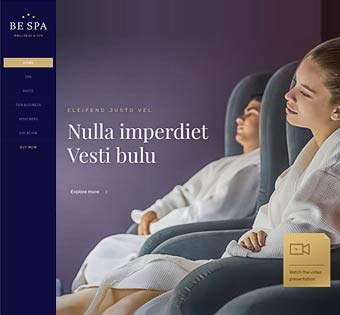 BE SPA
WELLNESS & SPA
HOME
SPA
HOTEL
FOR BUSINESS
VOUCHERS
LOCATION
BUY NOW
ELEIFEND JUSTO VEL
Nulla imperdiet
Vesti bulu
Explore more
Watch the video
presentation